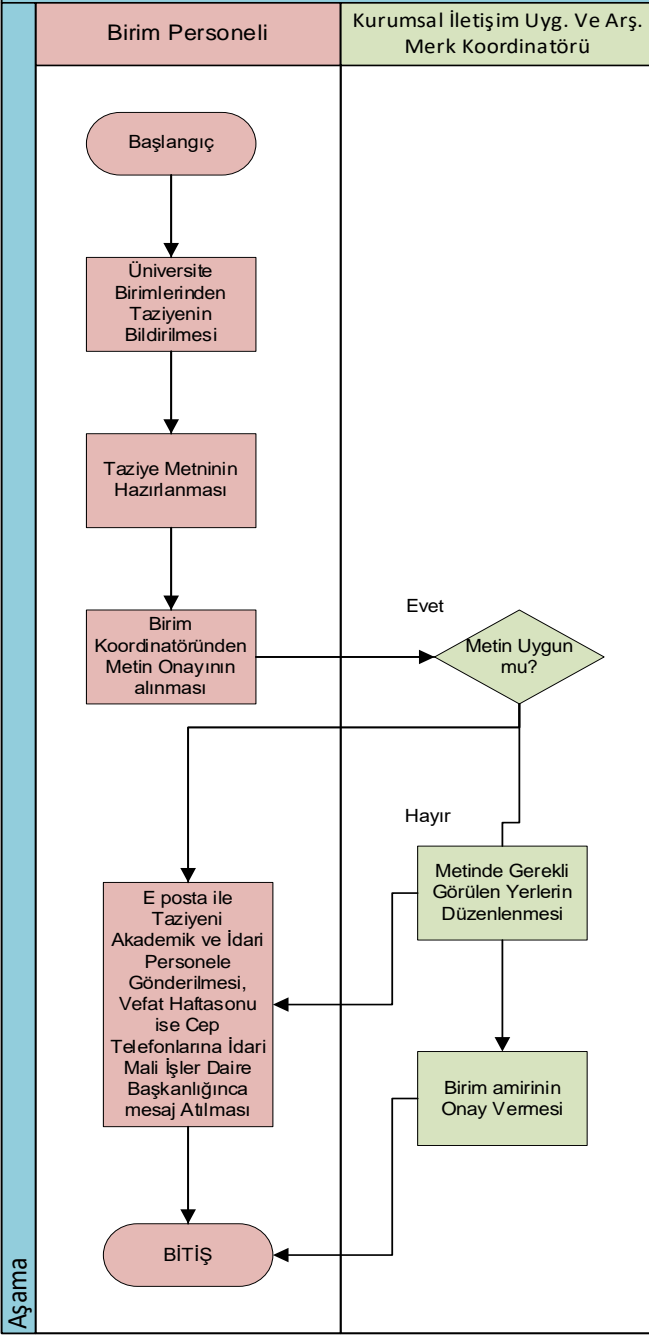 Birim Personeli
Kurumsal İletişim Uyg. Ve Arş.
Merk Koordinatörü
Başlangıç
Üniversite
Birimlerinden
Taziyenin
Bildirilmesi
Taziye Metninin
Hazırlanması
Birim
Koordinatöründen
Metin Onayının
alınması
Evet
Metin Uygun
mu?
Hayır
Metinde Gerekli
Görülen Yerlerin
Düzenlenmesi
E posta ile
Taziyeni
Akademik ve İdari
Personele
Gönderilmesi,
Vefat Haftasonu
ise Cep
Telefonlarına İdari
Mali İşler Daire
Başkanlığınca
mesaj Atılması
Birim amirinin
Onay Vermesi
BİTİŞ
Aşama